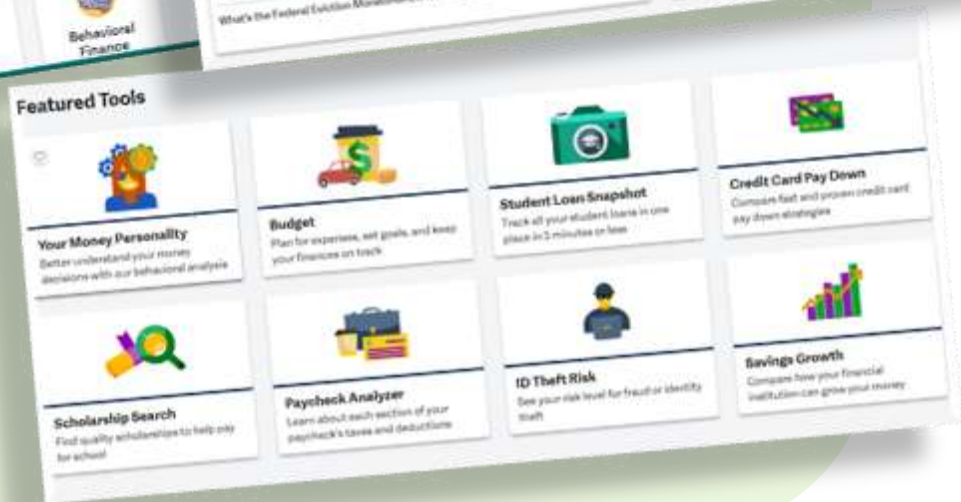 Behavioral
Finance
What's the Federal Eviction
Featured Tools
Your Money Personality
Better understand your money
decisions with our behavioral analysis
Budget
Plan for expenses, set goals, and keep
your finances on track
Student Loan Snapshot
Track all your student loans in one
place in 5 minutes or less
Credit Card Pay Down
Compare fast and proven credit card
pay down strategies
Scholarship Search
Find quality scholarships to help pay
for school
Paycheck Analyzer
Learn about each section of your
paycheck's taxes and deductions
ID Theft Risk
See your risk level for fraud or identity
theft
Savings Growth
Compare how your financial
institution can grow your money